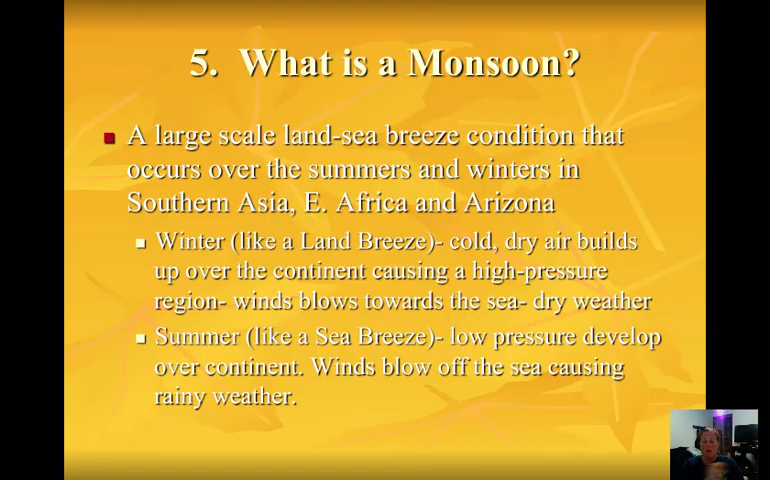 5. What is a Monsoon?
A large scale land-sea breeze condition that
occurs over the summers and winters in
Southern Asia, E. Africa and Arizona
Winter (like a Land Breeze)- cold, dry air builds
up over the continent causing a high-pressure
region- winds blows towards the sea- dry weather
Summer (like a Sea Breeze)- low pressure develop
over continent. Winds blow off the sea causing
rainy weather.